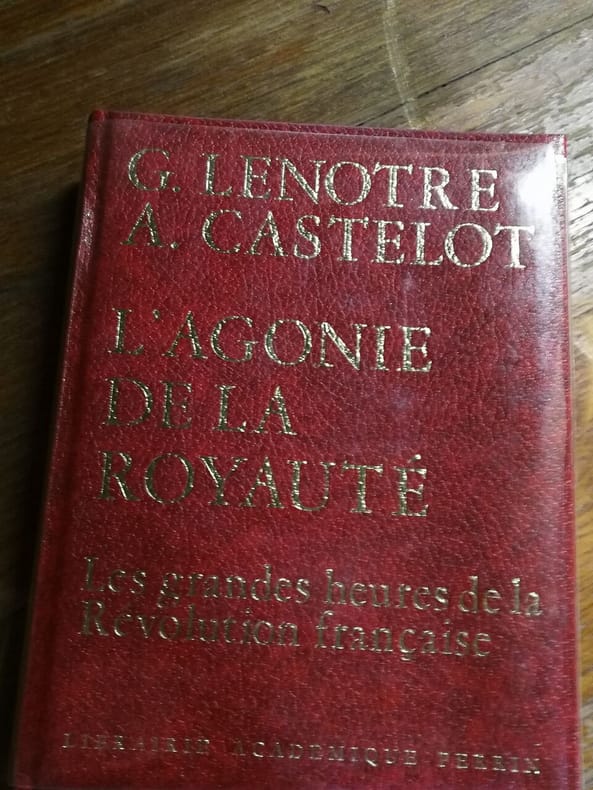 G. LENOTRE
A. CASTELOT
L'AGONIE
DE LA
ROYAUTÉ
Les grandes heures de la
Révolution française
LIBRAIRIE ACADÉMIQUE PERRIN